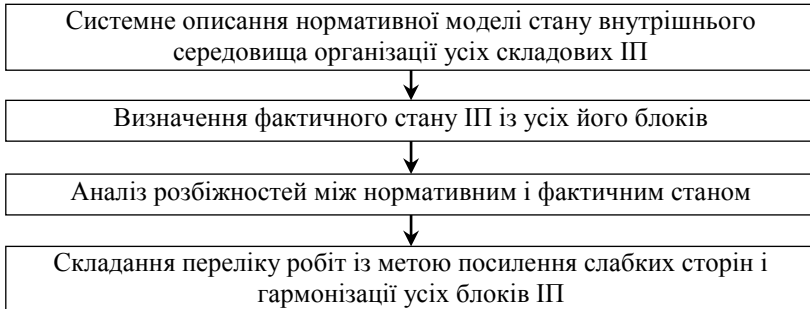 Системне описання нормативної моделі стану внутрішнього
середовища організації усіх складових ІП
Визначення фактичного стану ІП із усіх його блоків
Аналіз розбіжностей між нормативним і фактичним станом
Складання переліку робіт із метою посилення слабких сторін і
гармонізації усіх блоків ІП